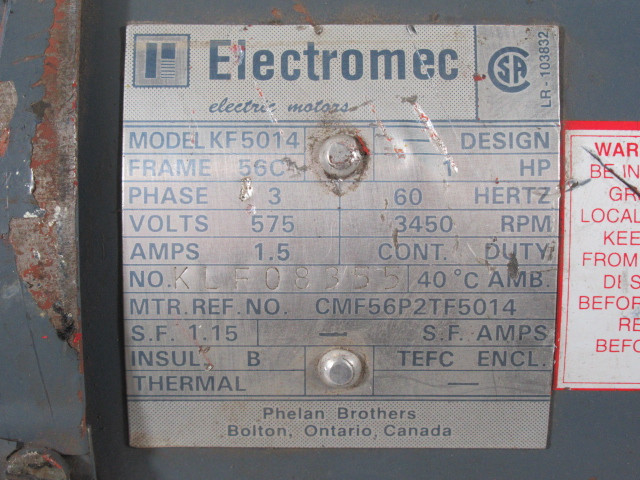 Electromec
electric motors
CSA
LR-103832
MODEL KF5014 — DESIGN
FRAME 56C 1 HP
PHASE 3 60 HERTZ
VOLTS 575 3450 RPM
AMPS 1.5 CONT. DUTY
NO. KLF08355 40°C AMB.
MTR. REF. NO. CMF56P2TF5014
S.F. 1.15 — S.F. AMPS
INSUL B TEFC ENCL.
THERMAL —
Phelan Brothers
Bolton, Ontario, Canada
WAR
BE IN
GR
LOCAL
KEE
FROM
DIS
BEFOR
RE
BEFO